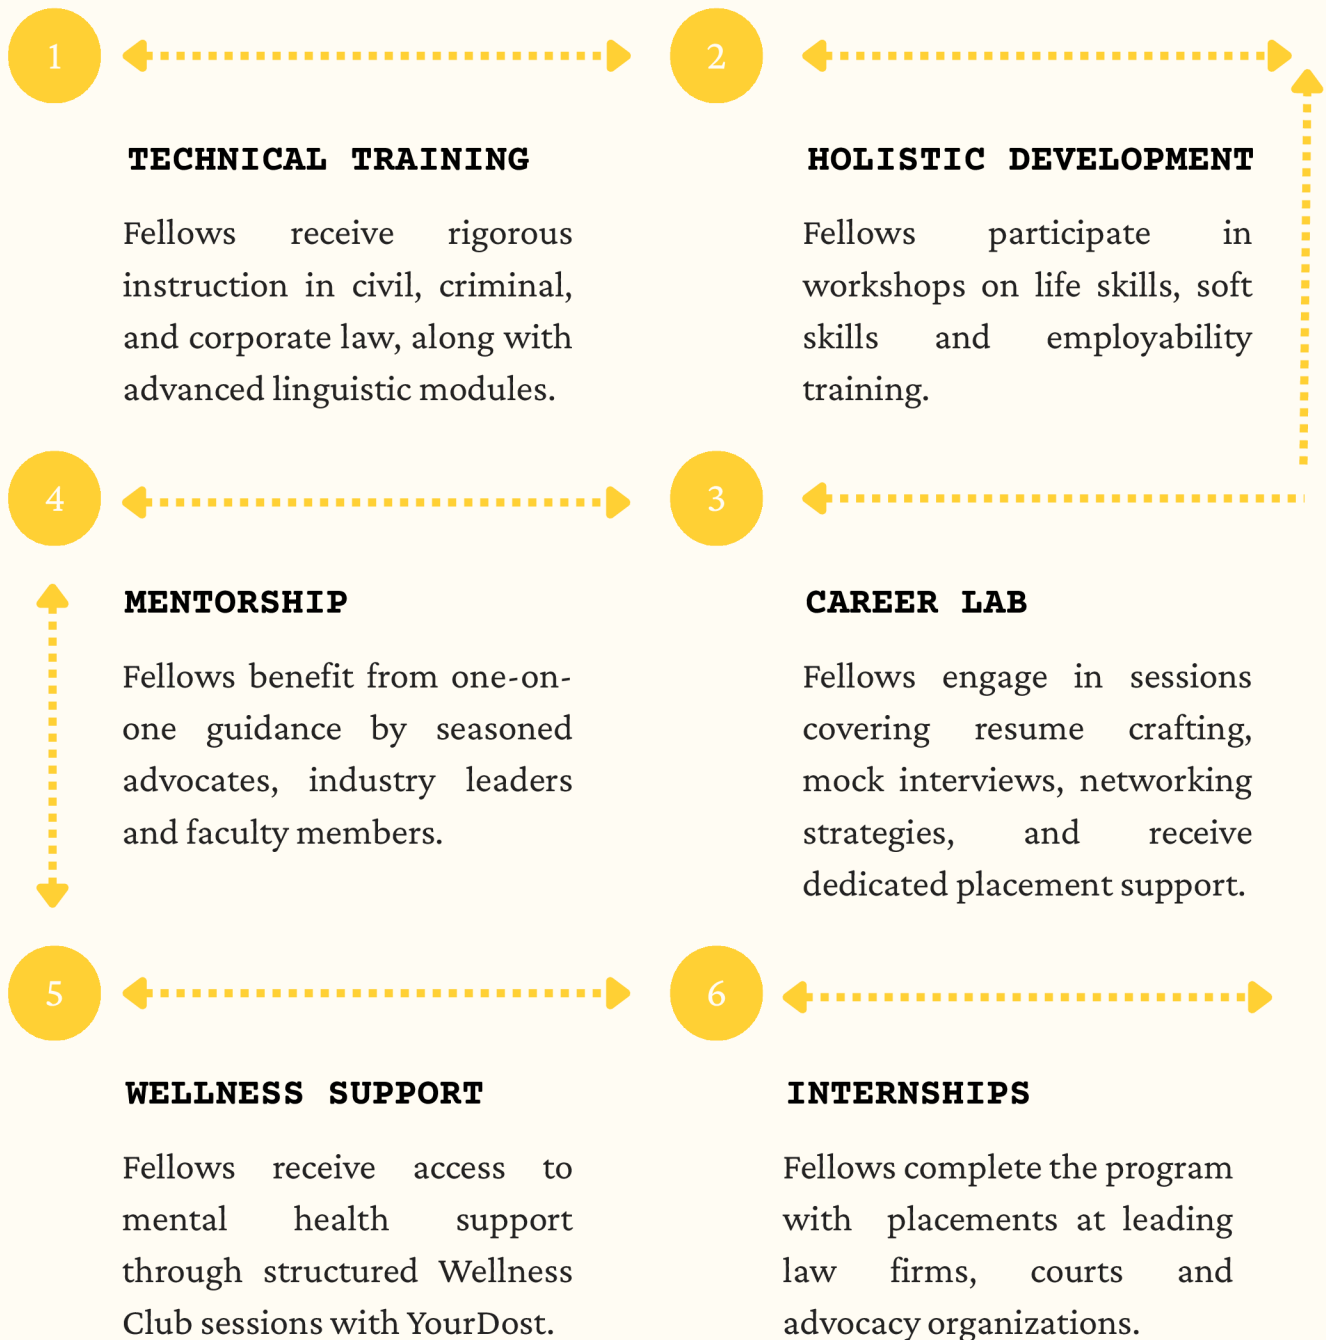 1
TECHNICAL TRAINING
Fellows receive rigorous
instruction in civil, criminal,
and corporate law, along with
advanced linguistic modules.
2
HOLISTIC DEVELOPMENT
Fellows participate in
workshops on life skills, soft
skills and employability
training.
3
CAREER LAB
Fellows engage in sessions
covering resume crafting,
mock interviews, networking
strategies, and receive
dedicated placement support.
4
MENTORSHIP
Fellows benefit from one-on-
one guidance by seasoned
advocates, industry leaders
and faculty members.
5
WELLNESS SUPPORT
Fellows receive access to
mental health support
through structured Wellness
Club sessions with YourDost.
6
INTERNSHIPS
Fellows complete the program
with placements at leading
law firms, courts and
advocacy organizations.